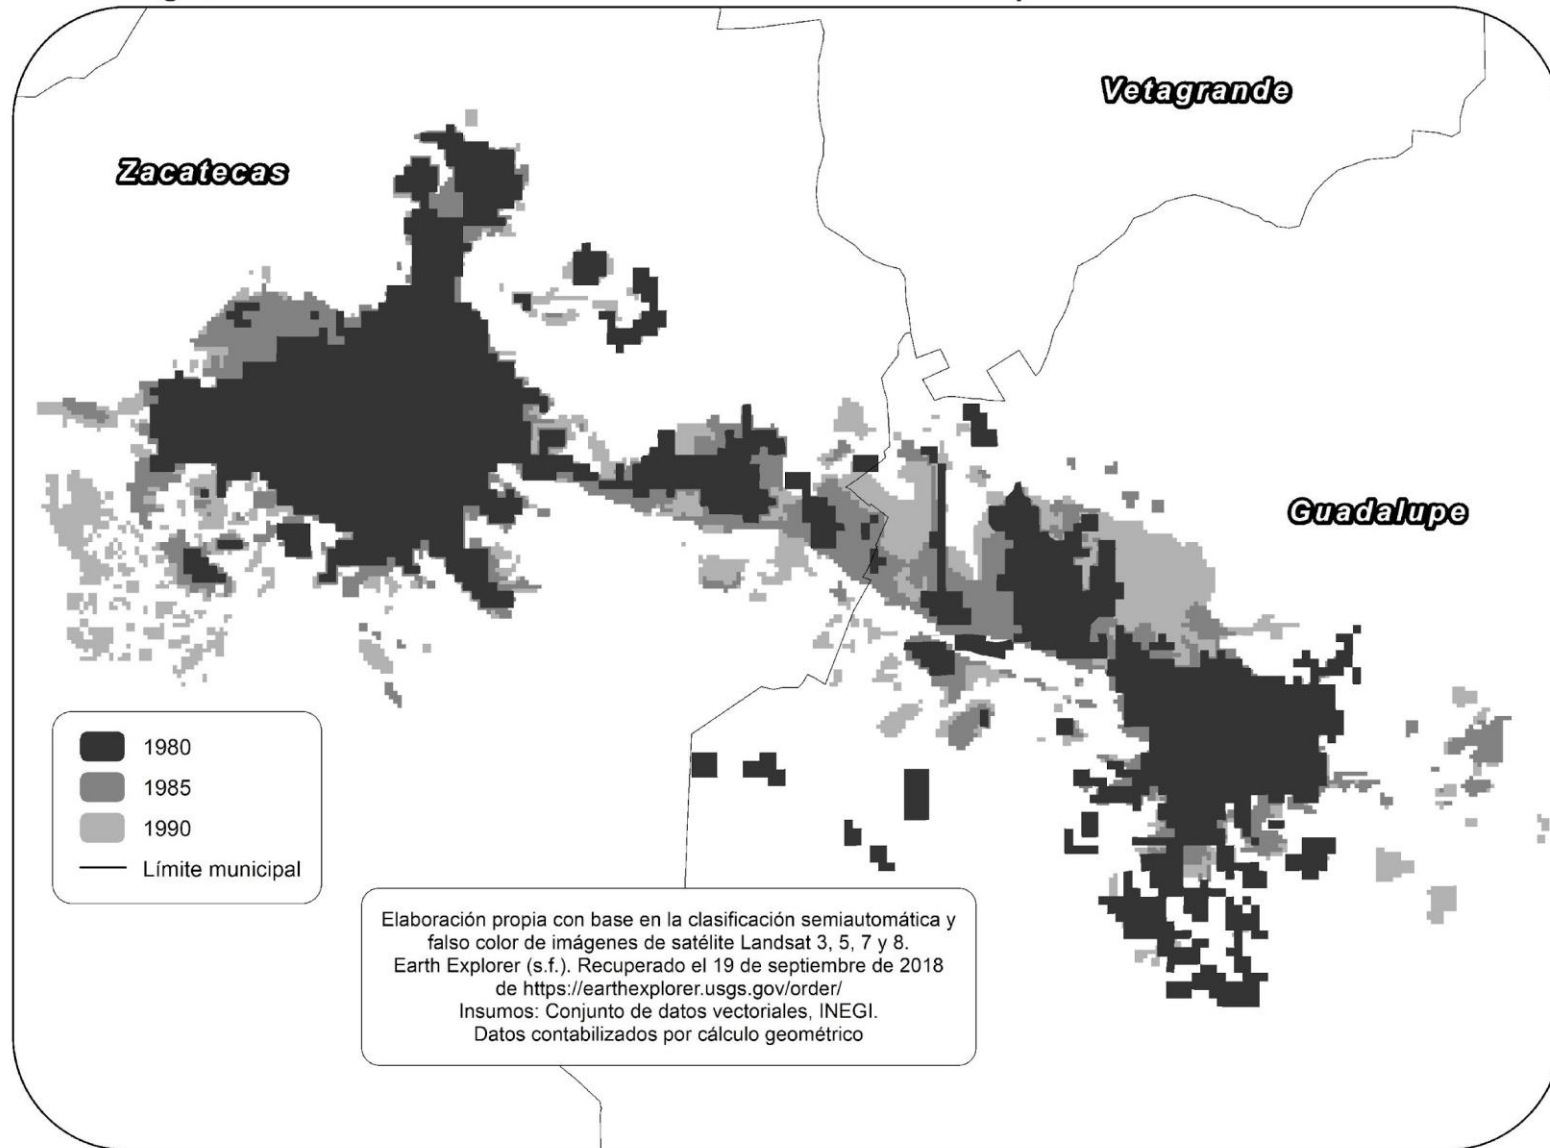 Vetagrande
Zacatecas
Guadalupe
1980
1985
1990
Límite municipal
Elaboración propia con base en la clasificación semiautomática y
falso color de imágenes de satélite Landsat 3, 5, 7 y 8.
Earth Explorer (s.f.). Recuperado el 19 de septiembre de 2018
de https://earthexplorer.usgs.gov/order/
Insumos: Conjunto de datos vectoriales, INEGI.
Datos contabilizados por cálculo geométrico